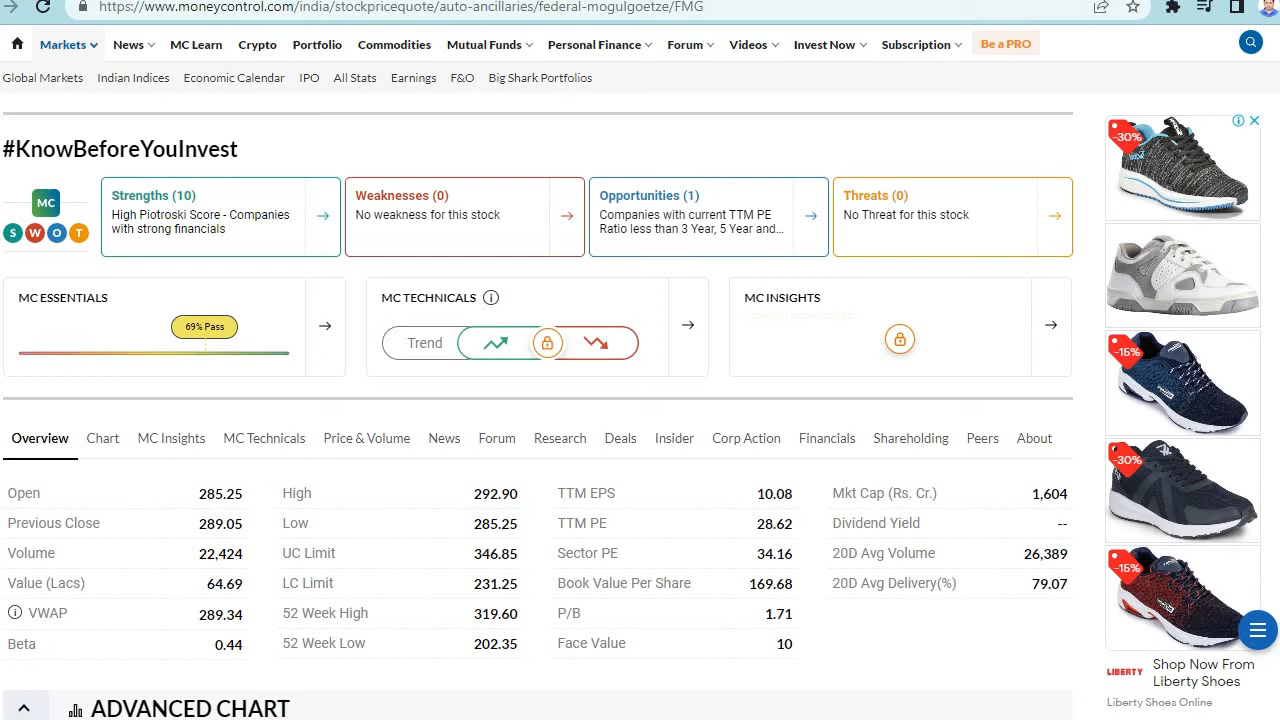 https://www.moneycontrol.com/india/stockpricequote/auto-ancillaries/federal-mogulgoetze/FMG
Markets News MC Learn Crypto Portfolio Commodities Mutual Funds Personal Finance Forum Videos Invest Now Subscription Be a PRO
Global Markets Indian Indices Economic Calendar IPO All Stats Earnings F&O Big Shark Portfolios
#KnowBeforeYouInvest
MC
S W O T
Strengths (10)
High Piotroski Score - Companies
with strong financials
Weaknesses (0)
No weakness for this stock
Opportunities (1)
Companies with current TTM PE
Ratio less than 3 Year, 5 Year and...
Threats (0)
No Threat for this stock
MC ESSENTIALS
69% Pass
MC TECHNICALS
Trend
MC INSIGHTS
Overview Chart MC Insights MC Technicals Price & Volume News Forum Research Deals Insider Corp Action Financials Shareholding Peers About
Open 285.25 High 292.90 TTM EPS 10.08 Mkt Cap (Rs. Cr.) 1,604
Previous Close 289.05 Low 285.25 TTM PE 28.62 Dividend Yield --
Volume 22,424 UC Limit 346.85 Sector PE 34.16 20D Avg Volume 26,389
Value (Lacs) 64.69 LC Limit 231.25 Book Value Per Share 169.68 20D Avg Delivery(%) 79.07
VWAP 289.34 52 Week High 319.60 P/B 1.71
Beta 0.44 52 Week Low 202.35 Face Value 10
ADVANCED CHART
-30%
-15%
-30%
-15%
LIBERTY
Shop Now From
Liberty Shoes
Liberty Shoes Online